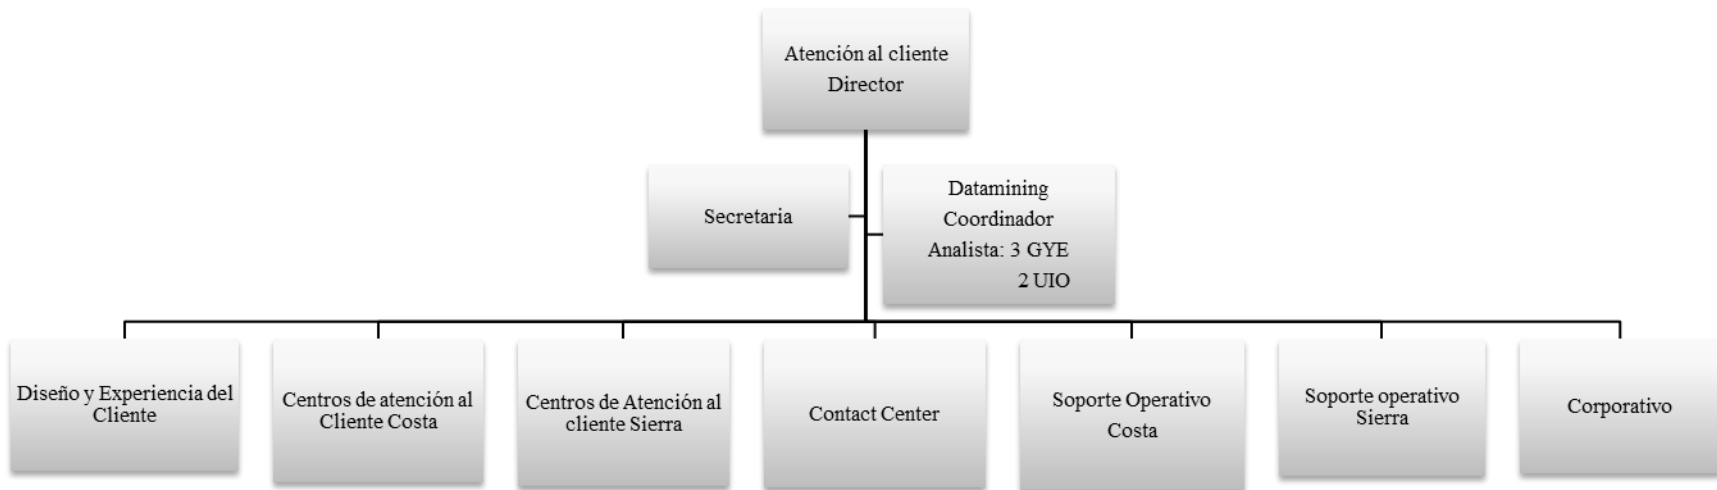 Atención al cliente
Director
Secretaria
Datamining
Coordinador
Analista: 3 GYE
2 UIO
Diseño y Experiencia del
Cliente
Centros de atención al
Cliente Costa
Centros de Atención al
cliente Sierra
Contact Center
Soporte Operativo
Costa
Soporte operativo
Sierra
Corporativo